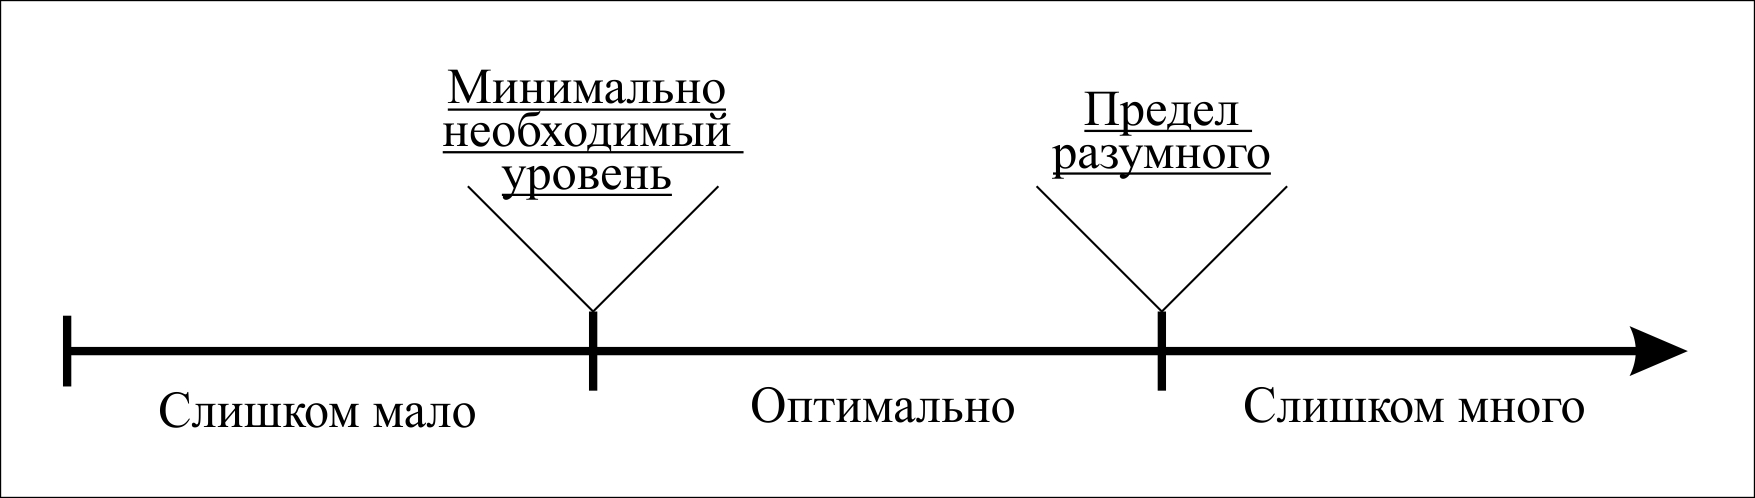 Минимально
необходимый
уровень
Предел
разумного
Слишком мало
Оптимально
Слишком много